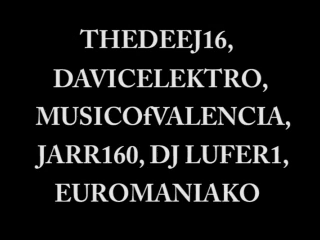 THEDEEJ16,
DAVICELEKTRO,
MUSICOfVALENCIA,
JARR160, DJ LUFER1,
EUROMANIAKO